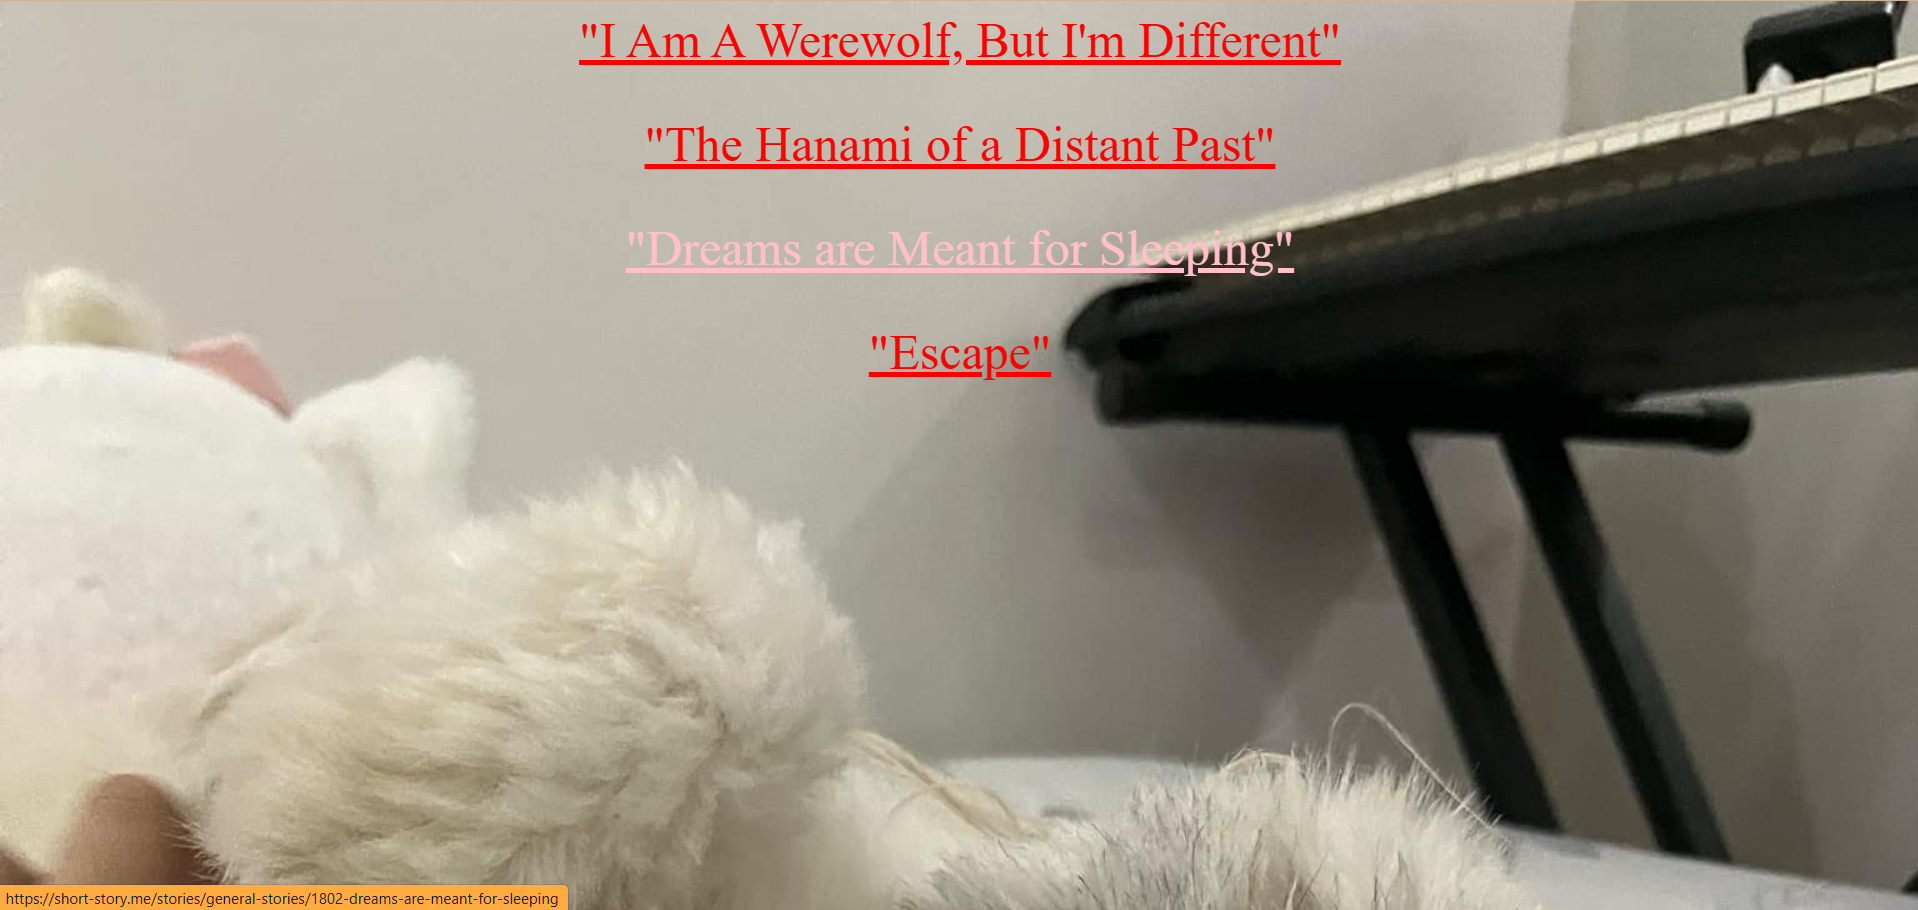 "I Am A Werewolf, But I'm Different"
"The Hanami of a Distant Past"
"Dreams are Meant for Sleeping"
"Escape"
https://short-story.me/stories/general-stories/1802-dreams-are-meant-for-sleeping